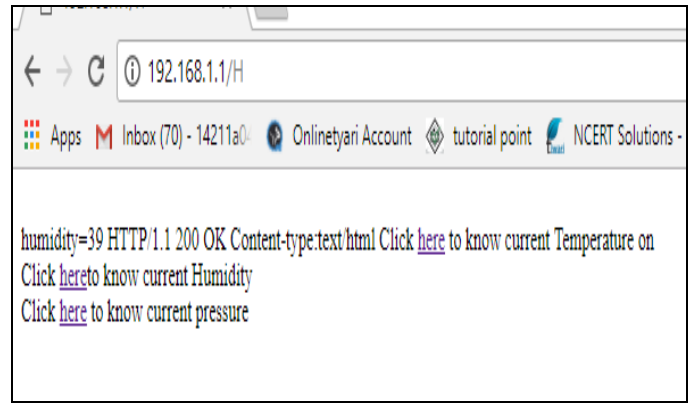 192.168.1.1/H
Apps M Inbox (70) - 14211a0 Onlinetyari Account tutorial point NCERT Solutions -
humidity=39 HTTP/1.1 200 OK Content-type:text/html Click here to know current Temperature on
Click hereto know current Humidity
Click here to know current pressure